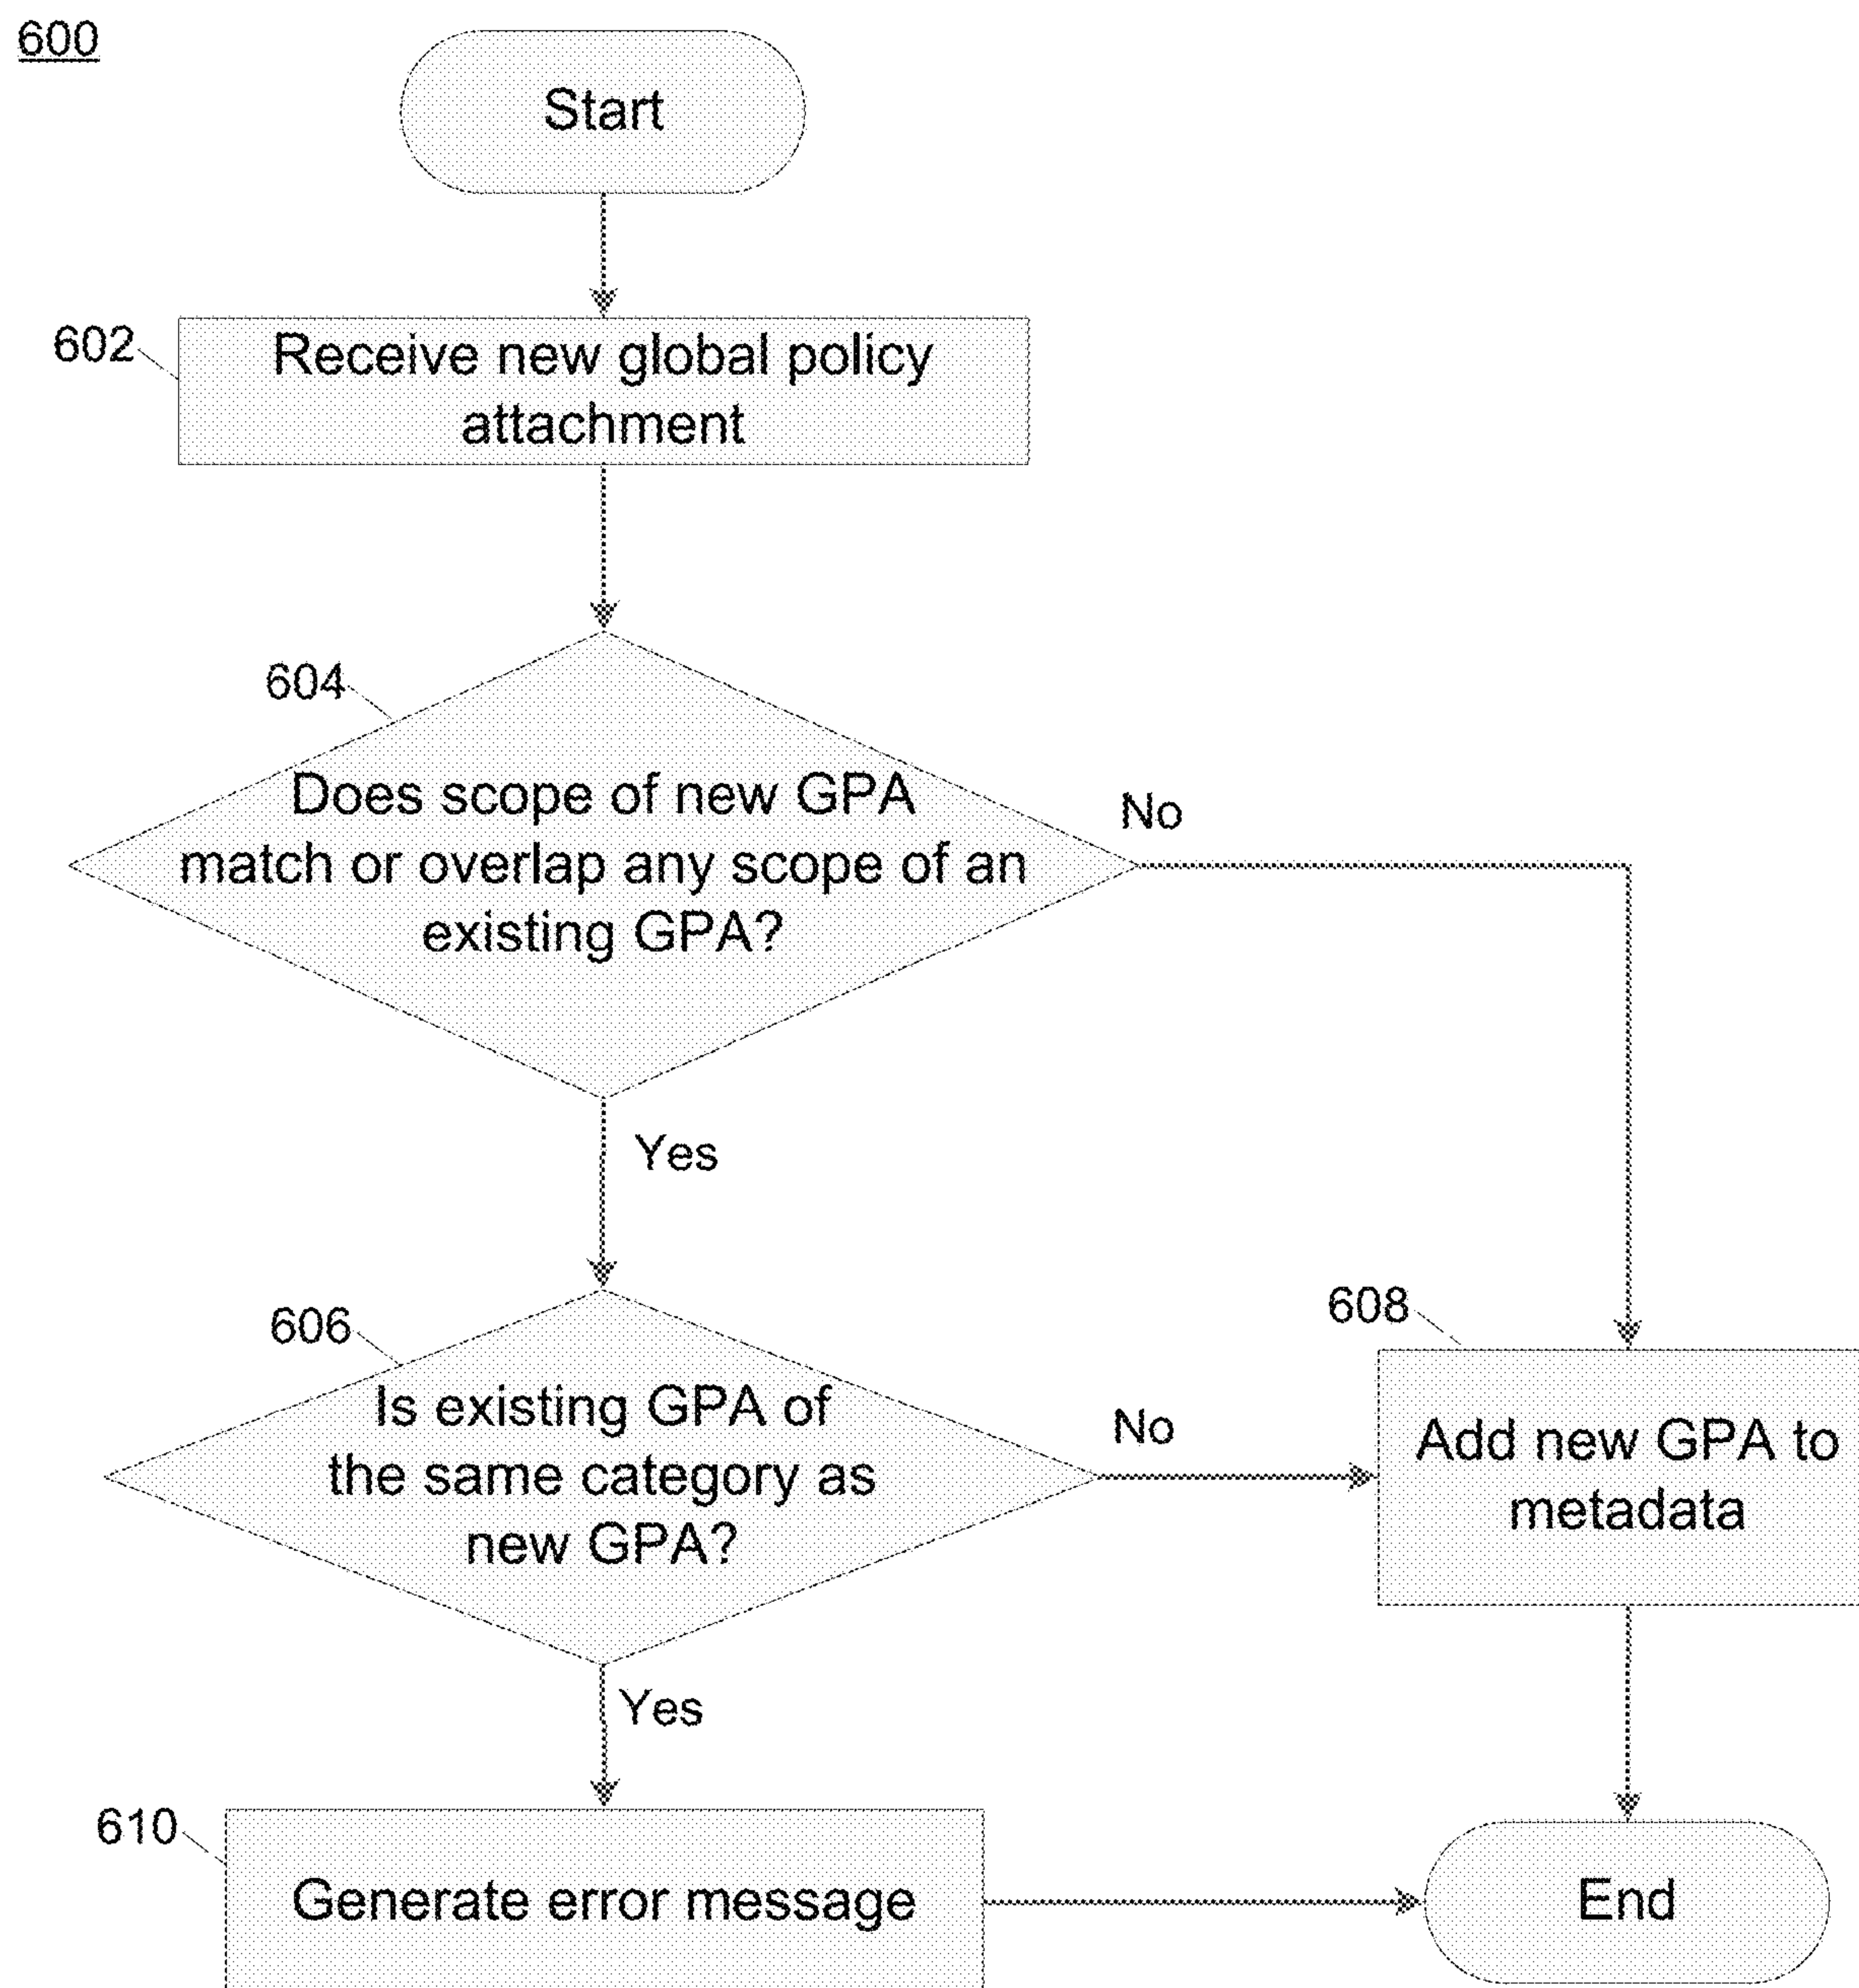 600
Start
602
Receive new global policy
attachment
604
Does scope of new GPA
match or overlap any scope of an
existing GPA?
No
Yes
606
Is existing GPA of
the same category as
new GPA?
No
608
Add new GPA to
metadata
Yes
610
Generate error message
End